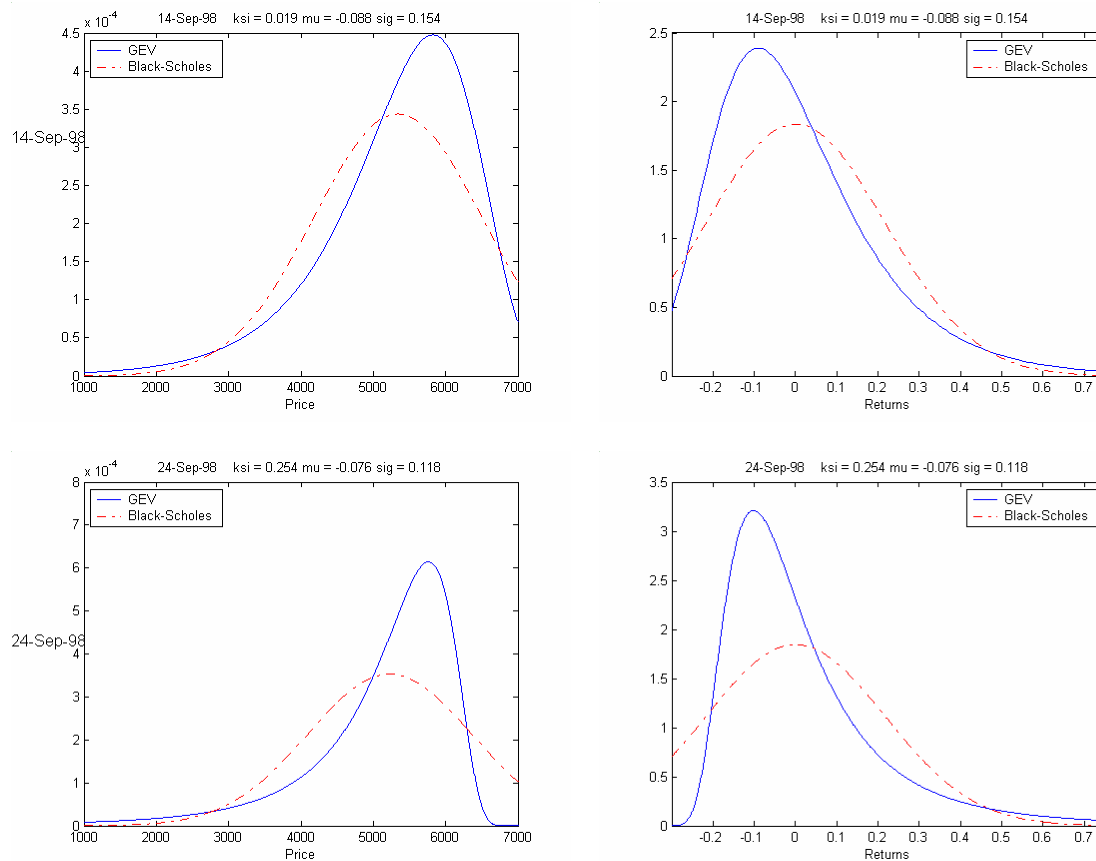 x 10-4
14-Sep-98 ksi = 0.019 mu = -0.088 sig = 0.154
4.5
4
3.5
3
2.5
2
1.5
1
0.5
0
GEV
Black-Scholes
14-Sep-98
1000 2000 3000 4000 5000 6000 7000
Price
14-Sep-98 ksi = 0.019 mu = -0.088 sig = 0.154
2.5
2
1.5
1
0.5
0
GEV
Black-Scholes
-0.2 -0.1 0 0.1 0.2 0.3 0.4 0.5 0.6 0.7
Returns
x 10-4
24-Sep-98 ksi = 0.254 mu = -0.076 sig = 0.118
8
7
6
5
4
3
2
1
0
GEV
Black-Scholes
24-Sep-98
1000 2000 3000 4000 5000 6000 7000
Price
24-Sep-98 ksi = 0.254 mu = -0.076 sig = 0.118
3.5
3
2.5
2
1.5
1
0.5
0
GEV
Black-Scholes
-0.2 -0.1 0 0.1 0.2 0.3 0.4 0.5 0.6 0.7
Returns